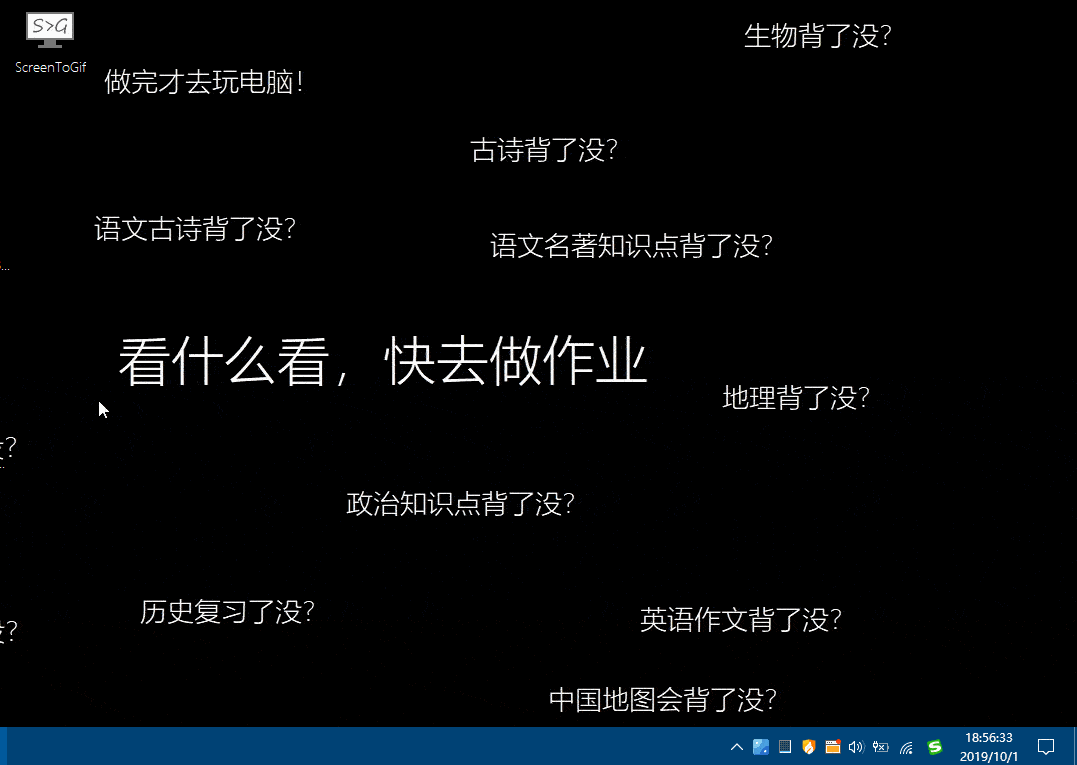 S>G
生物背了没?
ScreenToGif
做完才去玩电脑!
古诗背了没?
语文古诗背了没?
语文名著知识点背了没?
看什么看，快去做作业
地理背了没?
政治知识点背了没?
历史复习了没?
英语作文背了没?
中国地图会背了没?
18:56:33
2019/10/1